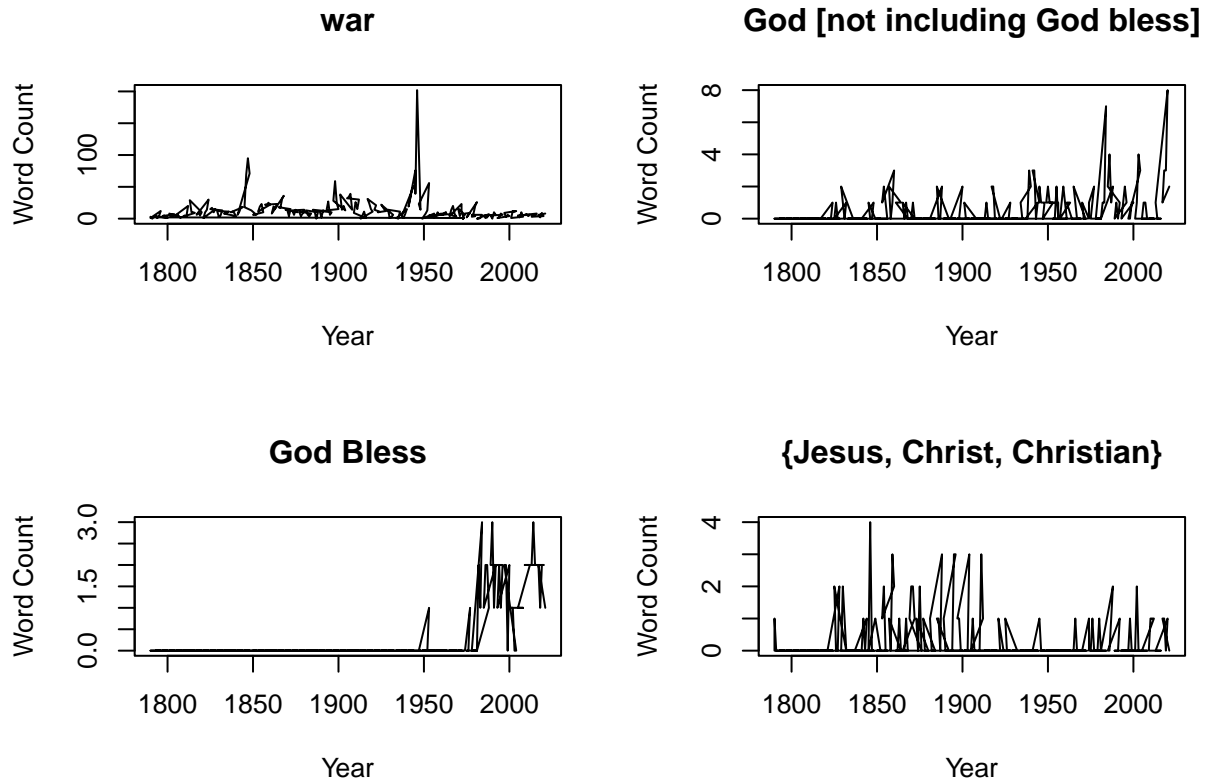 war
Word Count
0
100
1800 1850 1900 1950 2000
Year
God [not including God bless]
Word Count
0
4
8
1800 1850 1900 1950 2000
Year
God Bless
Word Count
0.0
1.5
3.0
1800 1850 1900 1950 2000
Year
{Jesus, Christ, Christian}
Word Count
0
2
4
1800 1850 1900 1950 2000
Year